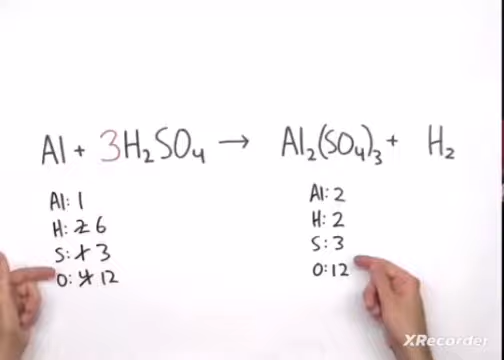 Al + 3H₂SO₄ → Al₂(SO₄)₃ + H₂
Al: 1
H: 2 6
S: 1 3
O: 4 12
Al: 2
H: 2
S: 3
O: 12
XRecorder